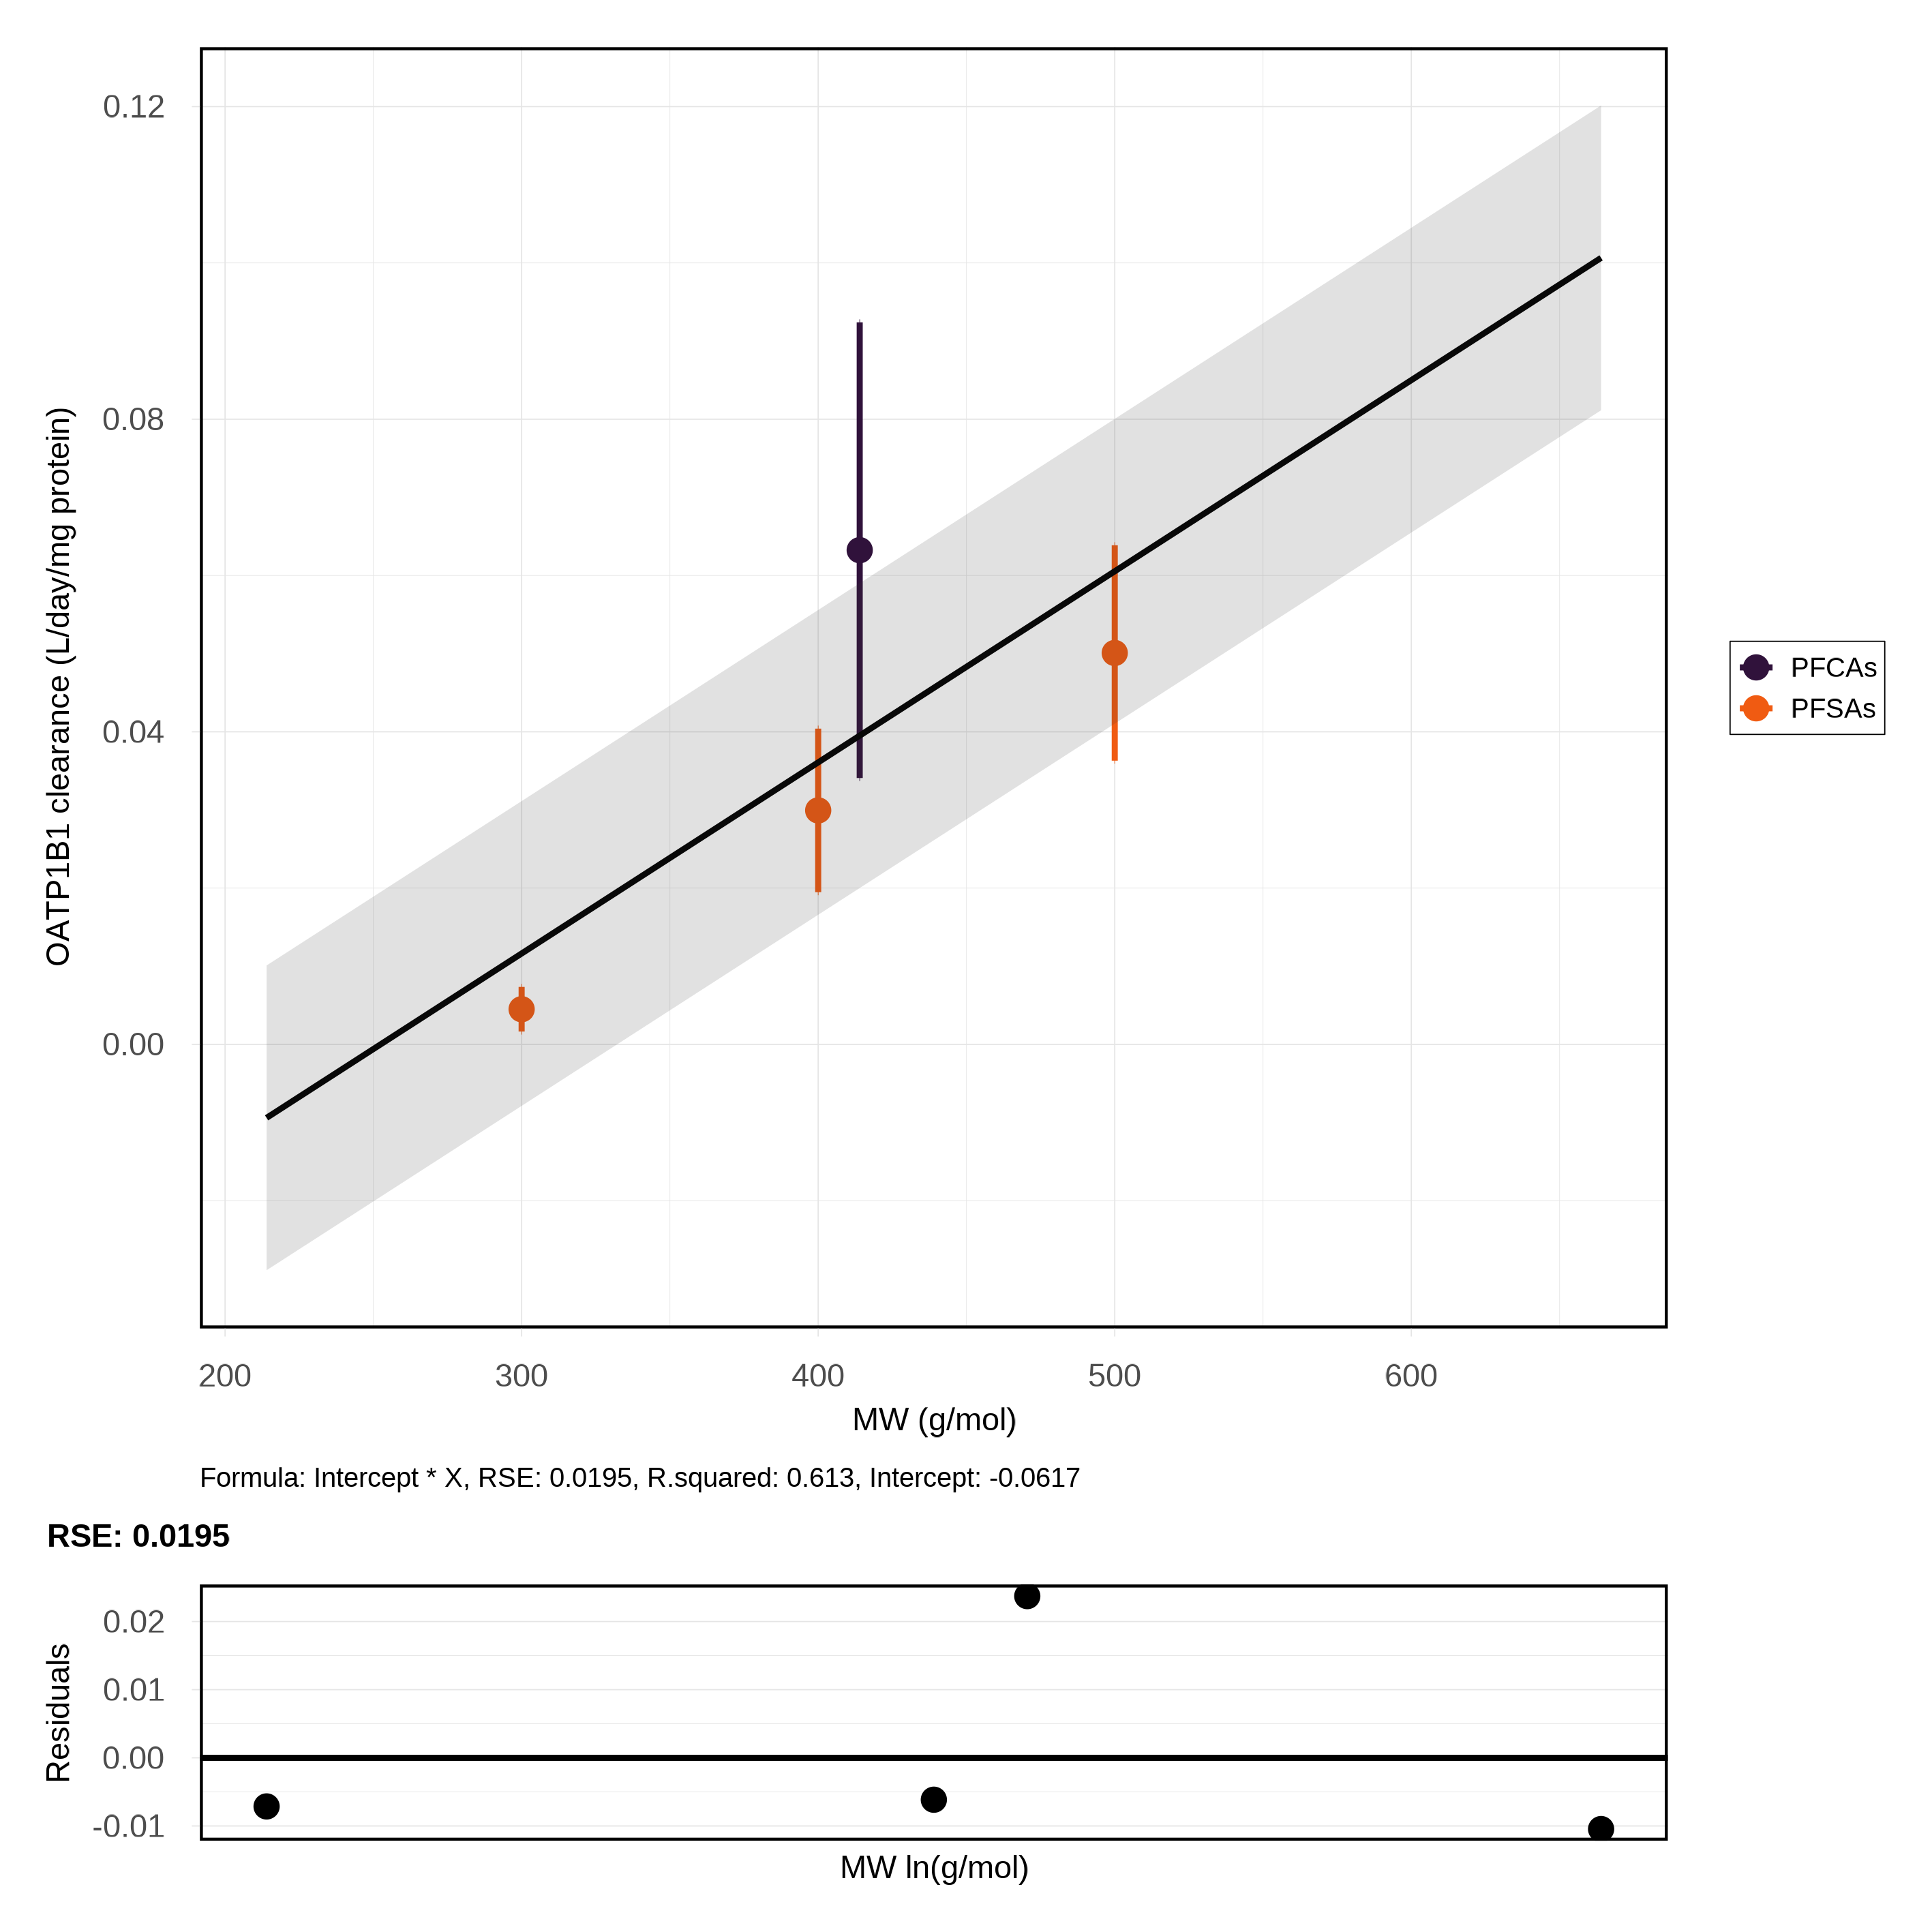 0.12
0.08
0.04
0.00
OATP1B1 clearance (L/day/mg protein)
200 300 400 500 600
MW (g/mol)
PFCAs
PFSAs
Formula: Intercept * X, RSE: 0.0195, R.squared: 0.613, Intercept: -0.0617
RSE: 0.0195
0.02
0.01
0.00
-0.01
Residuals
MW ln(g/mol)